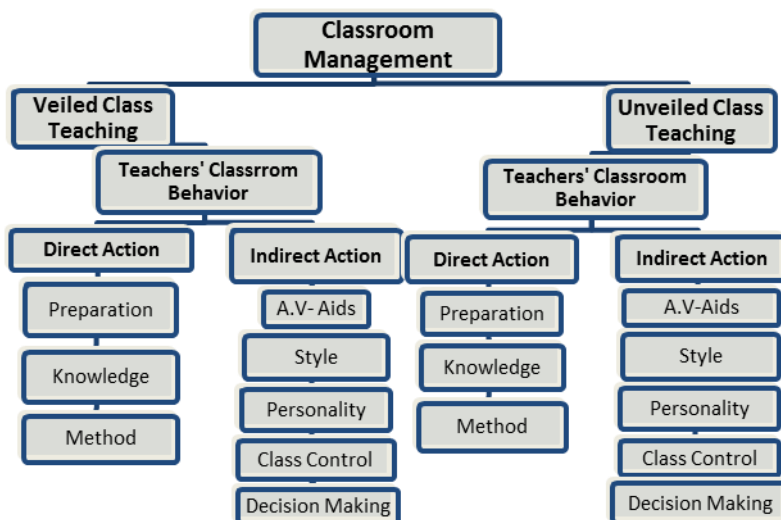 Classroom
Management
Veiled Class
Teaching
Unveiled Class
Teaching
Teachers' Classrrom
Behavior
Teachers' Classroom
Behavior
Direct Action
Indirect Action
Direct Action
Indirect Action
Preparation
A.V- Aids
Preparation
A.V-Aids
Knowledge
Style
Knowledge
Style
Method
Personality
Method
Personality
Class Control
Class Control
Decision Making
Decision Making